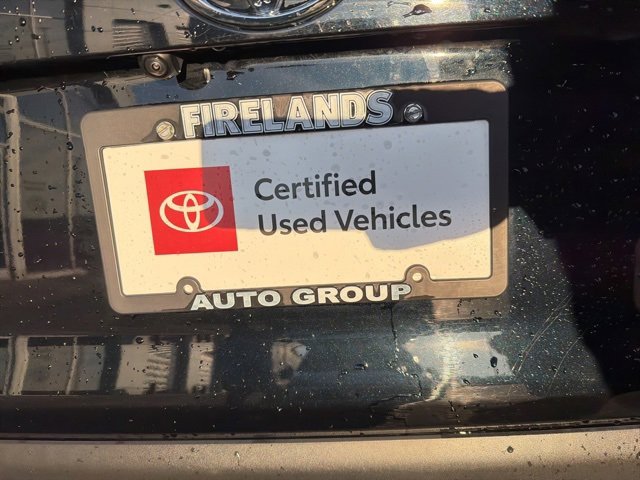 FIRELANDS
Certified
Used Vehicles
AUTO GROUP